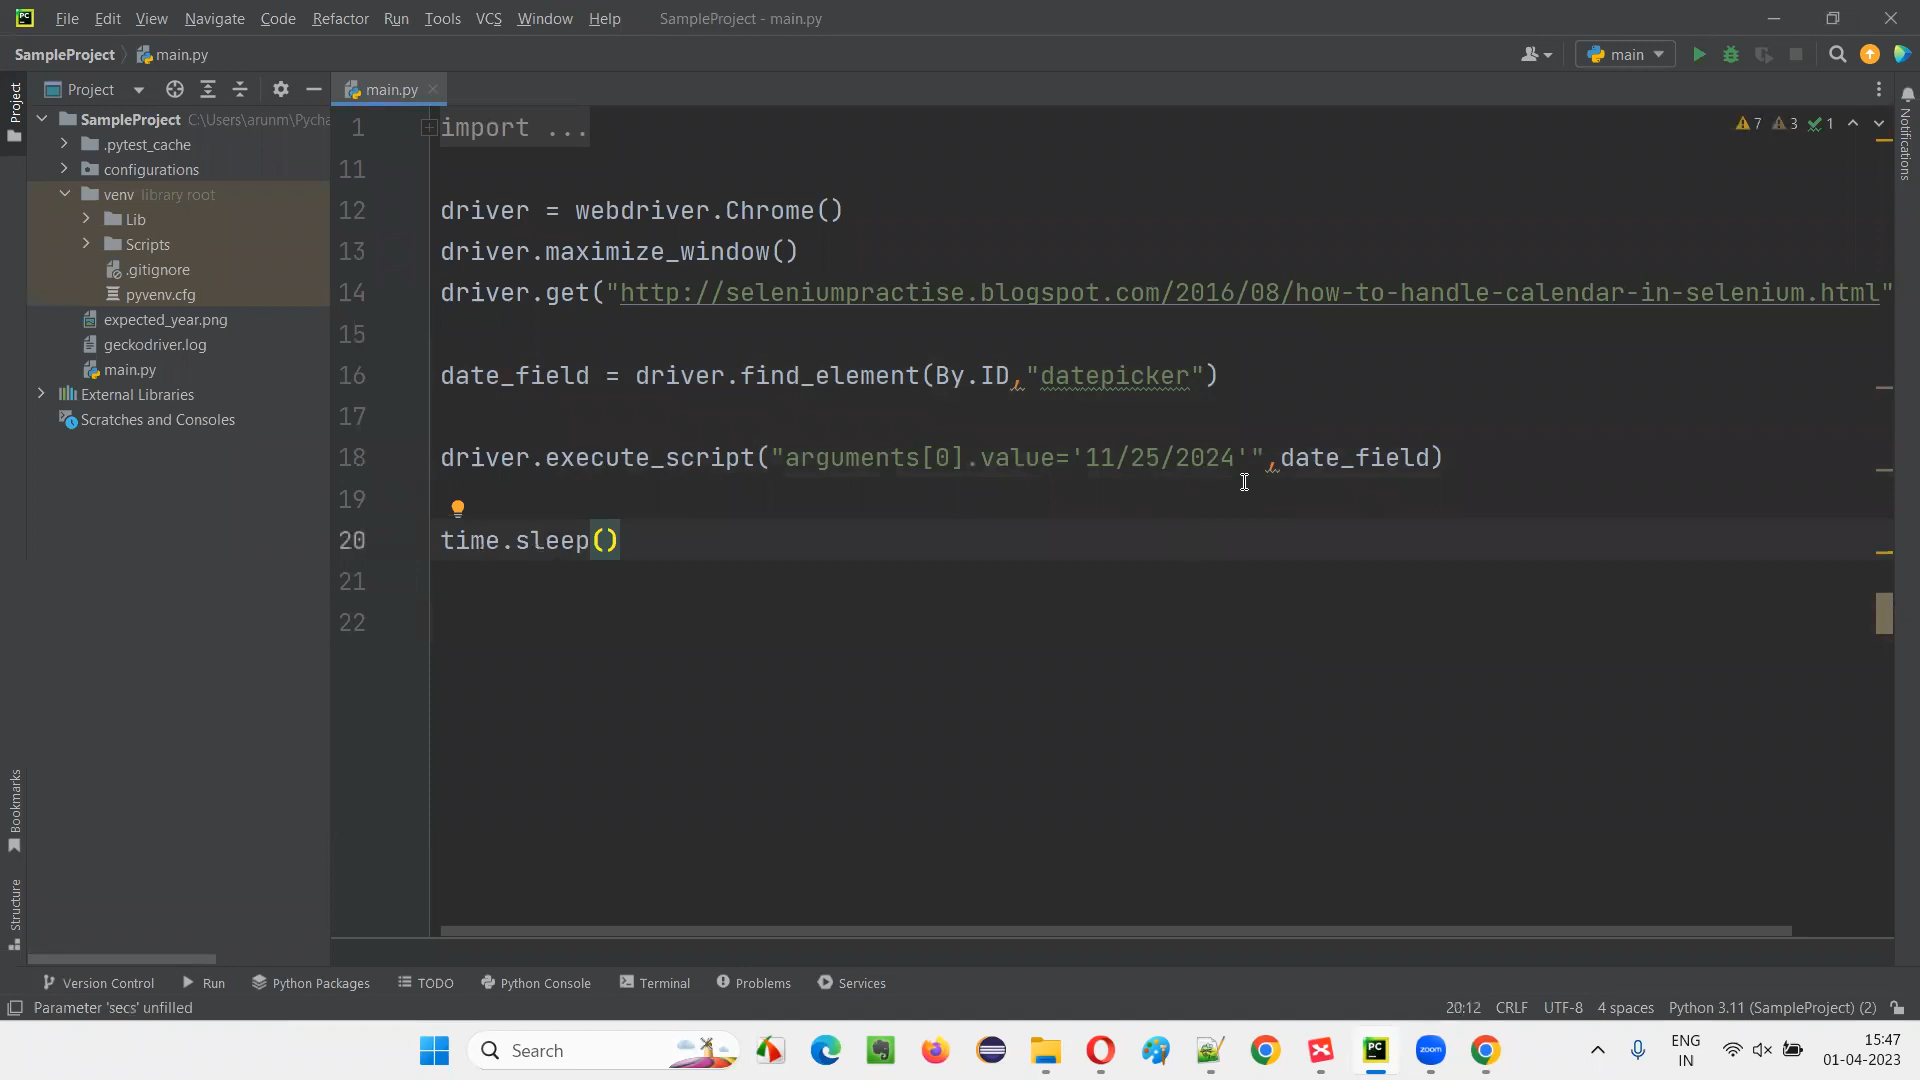 PC File Edit View Navigate Code Refactor Run Tools VCS Window Help SampleProject - main.py
SampleProject main.py main
Project main.py
Project
Notifications
SampleProject C:\Users\arunm\Pycha
.pytest_cache
configurations
venv library root
Lib
Scripts
.gitignore
pyvenv.cfg
expected_year.png
geckodriver.log
main.py
External Libraries
Scratches and Consoles
7 3 1
1 import ...
11
12 driver = webdriver.Chrome()
13 driver.maximize_window()
14 driver.get("http://seleniumpractise.blogspot.com/2016/08/how-to-handle-calendar-in-selenium.html"
15
16 date_field = driver.find_element(By.ID,"datepicker")
17
18 driver.execute_script("arguments[0].value='11/25/2024'",date_field)
19
20 time.sleep()
21
22
Bookmarks
Structure
Version Control Run Python Packages TODO Python Console Terminal Problems Services
Parameter 'secs' unfilled 20:12 CRLF UTF-8 4 spaces Python 3.11 (SampleProject) (2)
Search PC zoom ENG IN 15:47
01-04-2023